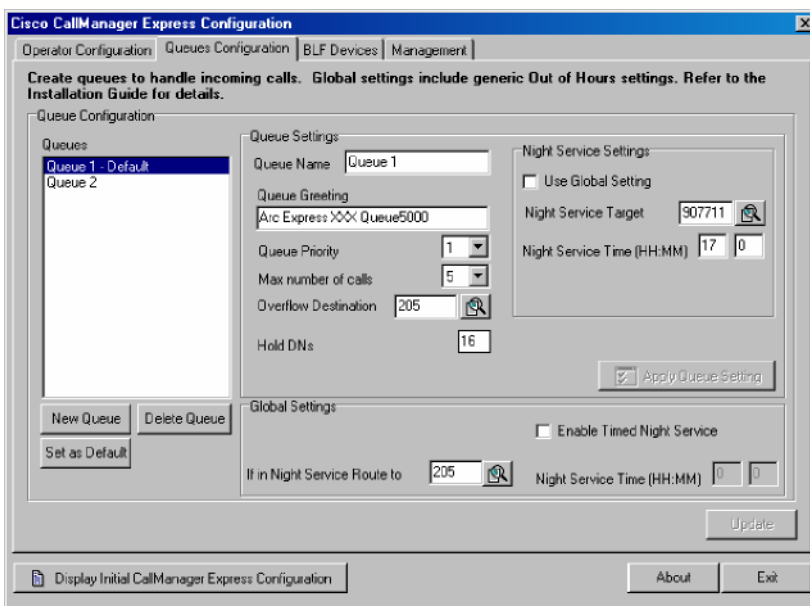 Cisco CallManager Express Configuration
Operator Configuration
Queues Configuration
BLF Devices
Management
Create queues to handle incoming calls. Global settings include generic Out of Hours settings. Refer to the
Installation Guide for details.
Queue Configuration
Queues
Queue 1 - Default
Queue 2
New Queue
Delete Queue
Set as Default
Queue Settings
Queue Name Queue 1
Queue Greeting
Arc Express XXX Queue5000
Queue Priority 1
Max number of calls 5
Overflow Destination 205
Hold DNs 16
Night Service Settings
Use Global Setting
Night Service Target 907711
Night Service Time (HH:MM) 17 0
Apply Queue Setting
Global Settings
Enable Timed Night Service
If in Night Service Route to 205
Night Service Time (HH:MM) 0 0
Update
Display Initial CallManager Express Configuration
About
Exit